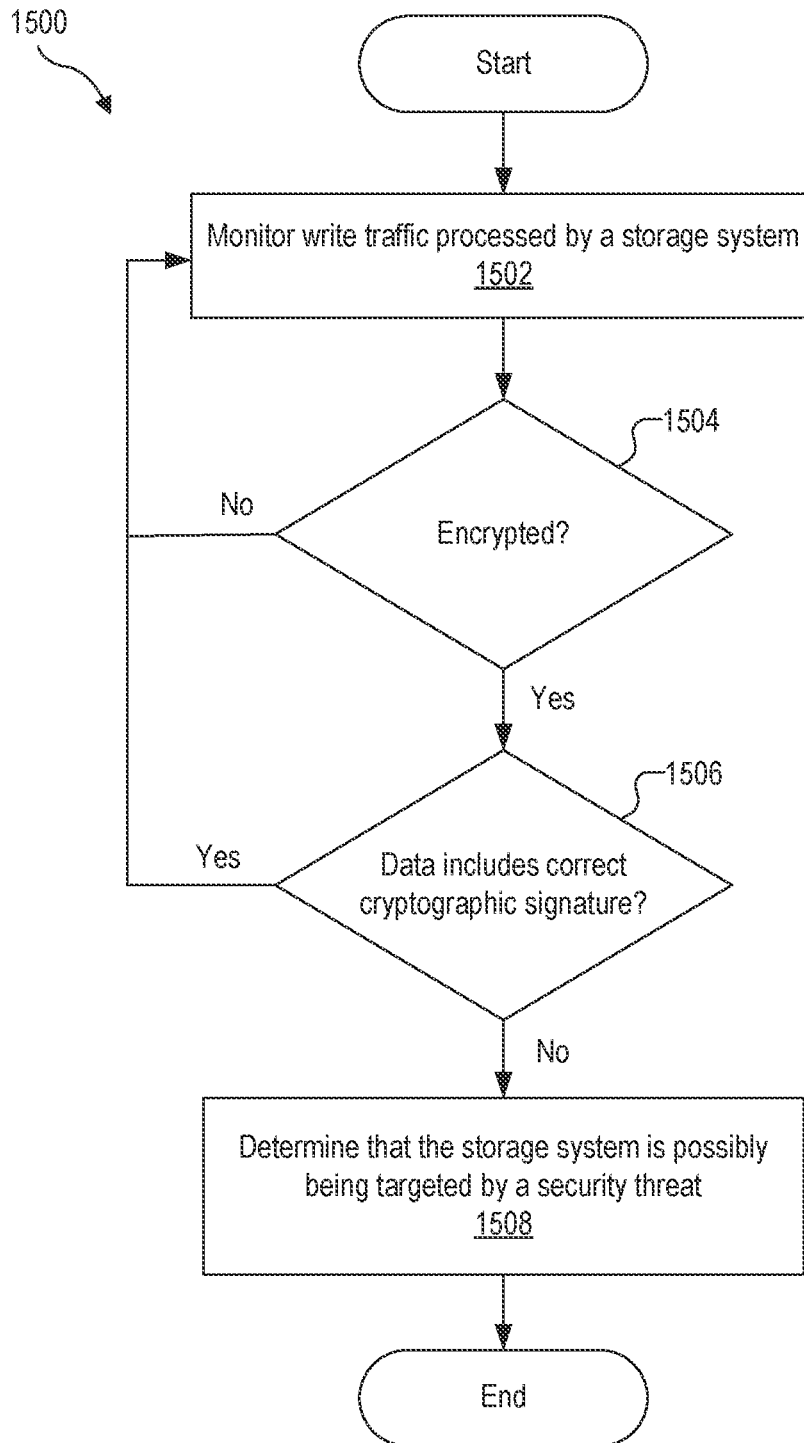 1500
Start
Monitor write traffic processed by a storage system
1502
1504
No
Encrypted?
Yes
1506
Yes
Data includes correct
cryptographic signature?
No
Determine that the storage system is possibly
being targeted by a security threat
1508
End